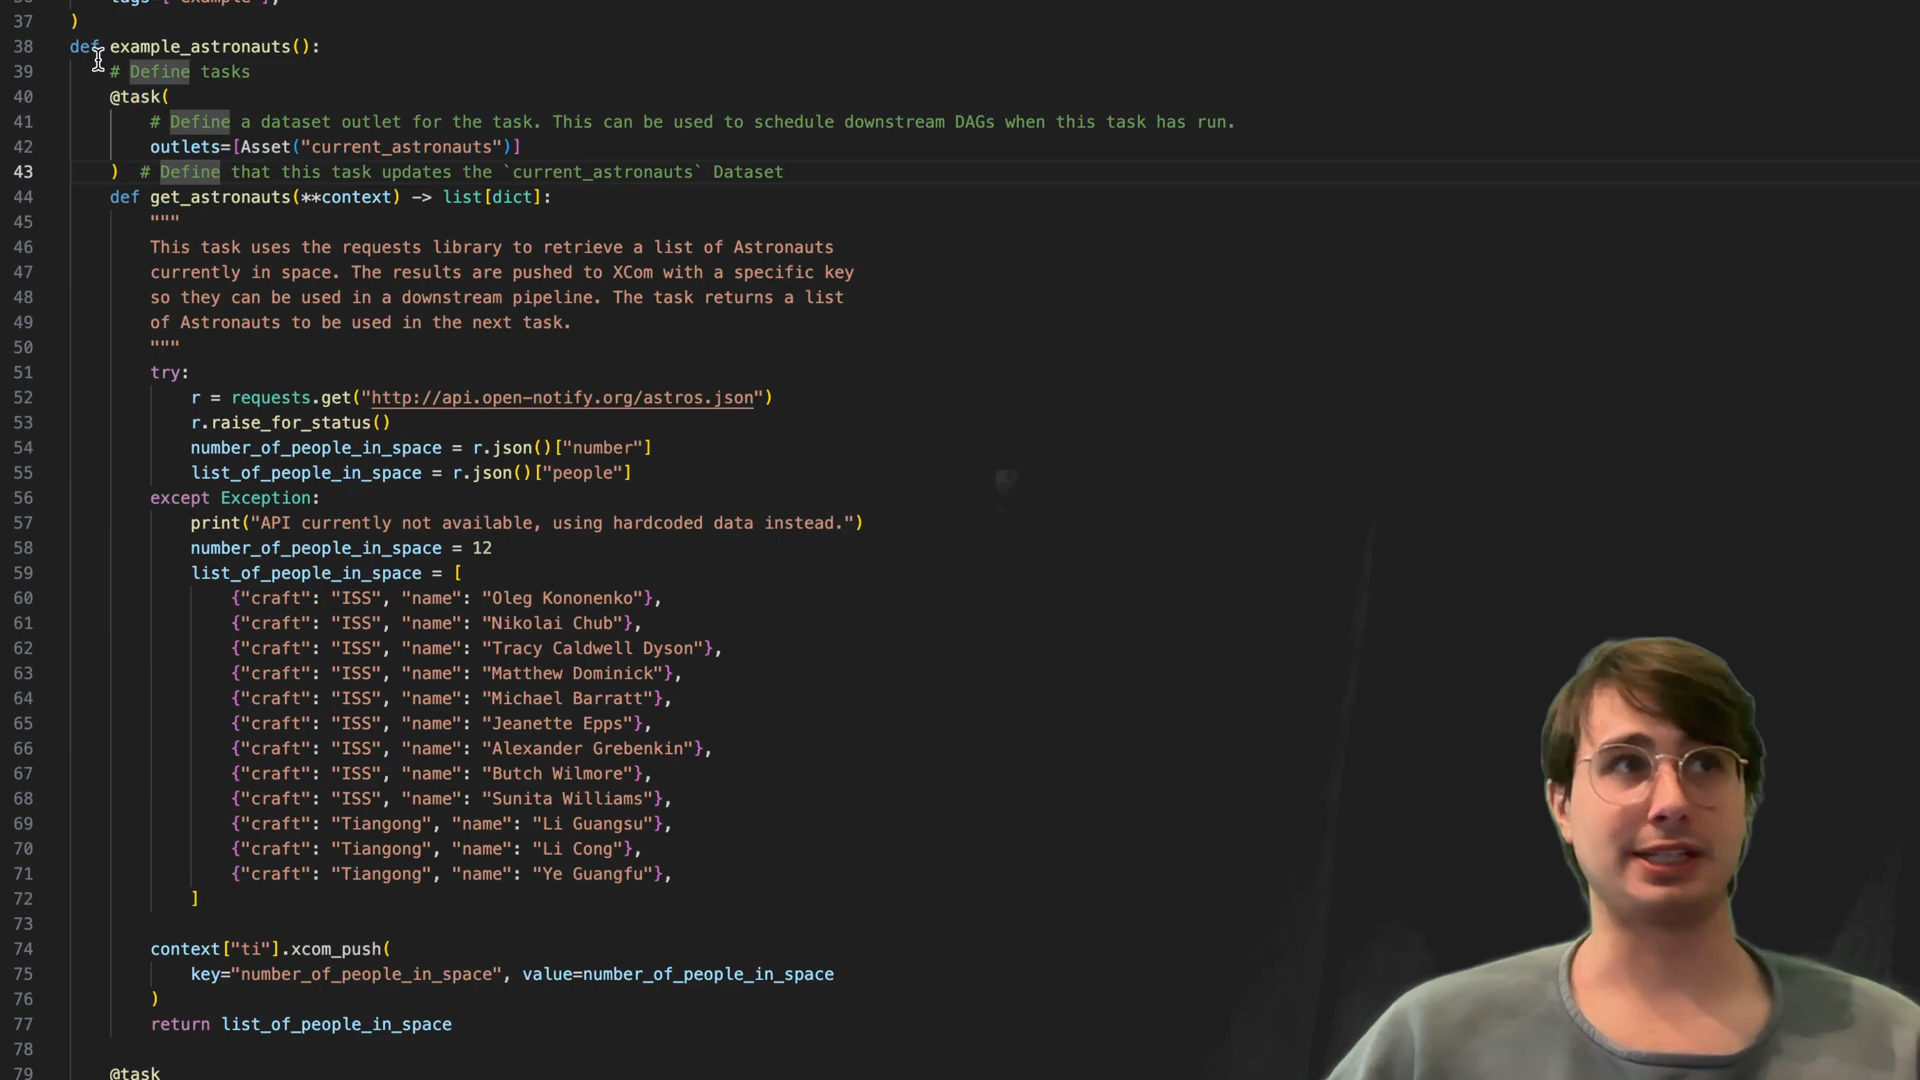 36 tags=["example"],
37 )
38 def example_astronauts():
39 # Define tasks
40 @task(
41 # Define a dataset outlet for the task. This can be used to schedule downstream DAGs when this task has run.
42 outlets=[Asset("current_astronauts")]
43 ) # Define that this task updates the `current_astronauts` Dataset
44 def get_astronauts(**context) -> list[dict]:
45 """
46 This task uses the requests library to retrieve a list of Astronauts
47 currently in space. The results are pushed to XCom with a specific key
48 so they can be used in a downstream pipeline. The task returns a list
49 of Astronauts to be used in the next task.
50 """
51 try:
52 r = requests.get("http://api.open-notify.org/astros.json")
53 r.raise_for_status()
54 number_of_people_in_space = r.json()["number"]
55 list_of_people_in_space = r.json()["people"]
56 except Exception:
57 print("API currently not available, using hardcoded data instead.")
58 number_of_people_in_space = 12
59 list_of_people_in_space = [
60 {"craft": "ISS", "name": "Oleg Kononenko"},
61 {"craft": "ISS", "name": "Nikolai Chub"},
62 {"craft": "ISS", "name": "Tracy Caldwell Dyson"},
63 {"craft": "ISS", "name": "Matthew Dominick"},
64 {"craft": "ISS", "name": "Michael Barratt"},
65 {"craft": "ISS", "name": "Jeanette Epps"},
66 {"craft": "ISS", "name": "Alexander Grebenkin"},
67 {"craft": "ISS", "name": "Butch Wilmore"},
68 {"craft": "ISS", "name": "Sunita Williams"},
69 {"craft": "Tiangong", "name": "Li Guangsu"},
70 {"craft": "Tiangong", "name": "Li Cong"},
71 {"craft": "Tiangong", "name": "Ye Guangfu"},
72 ]
73
74 context["ti"].xcom_push(
75 key="number_of_people_in_space", value=number_of_people_in_space
76 )
77 return list_of_people_in_space
78
79 @task